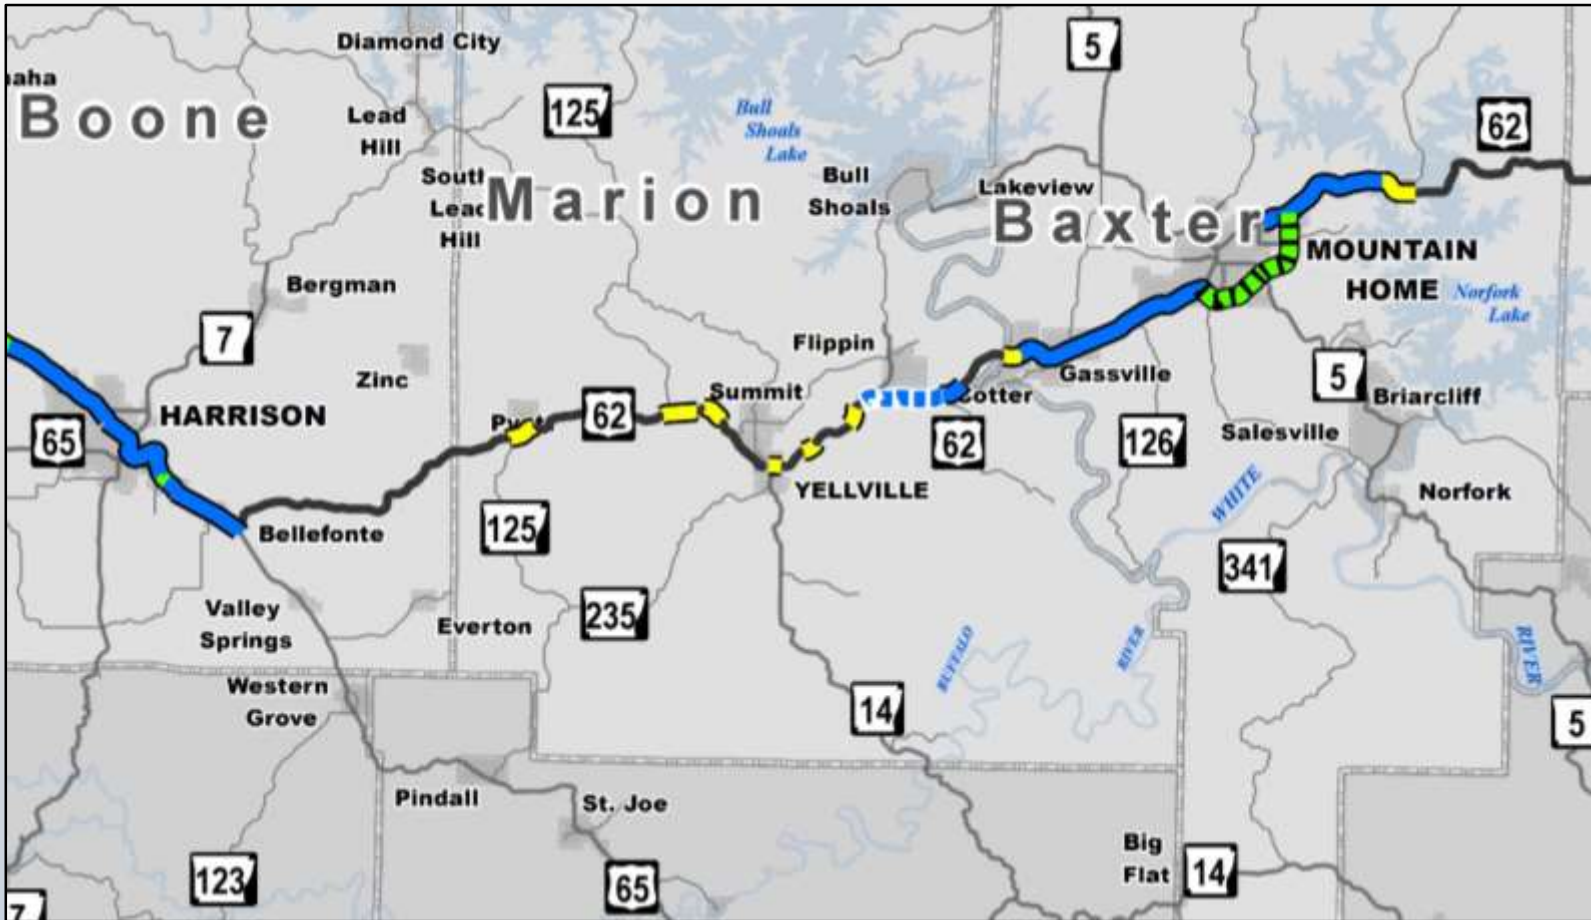 Diamond City
5
aha
Boone
125
Bull
Shoals
Lake
Lead
Hill
62
South
Lead
Hill
Marion
Bull
Shoals
Lakeview
Baxter
MOUNTAIN
HOME
Norfork
Lake
Bergman
7
Zinc
Flippin
HARRISON
65
62
Summit
Gassville
5
Cotter
Briarcliff
62
126
Salesville
YELLVILLE
WHITE
Norfork
Bellefonte
125
341
Valley
Springs
Everton
235
BUFFALO
RIVER
RIVER
Western
Grove
14
5
Pindall
St. Joe
Big
Flat
14
123
65
7